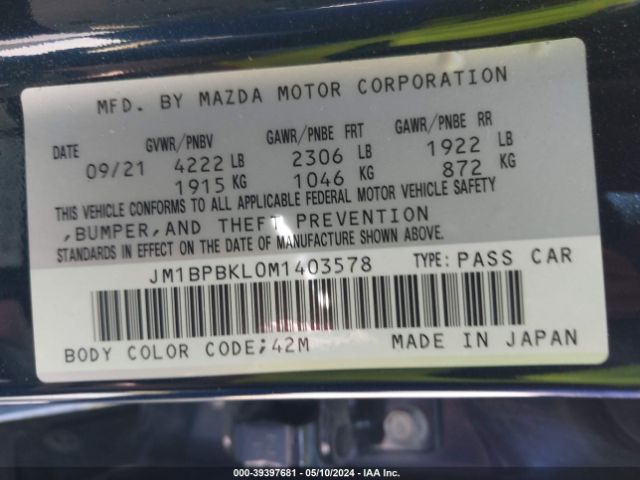 MFD. BY MAZDA MOTOR CORPORATION
DATE GVWR/PNBV GAWR/PNBE FRT GAWR/PNBE RR
09/21 4222 LB 2306 LB 1922 LB
1915 KG 1046 KG 872 KG
THIS VEHICLE CONFORMS TO ALL APPLICABLE FEDERAL MOTOR VEHICLE SAFETY
,BUMPER,AND THEFT PREVENTION
STANDARDS IN EFFECT ON THE DATE OF MANUFACTURE SHOWN ABOVE.
JM1BPBKL0M1403578 TYPE: PASS CAR
BODY COLOR CODE;42M MADE IN JAPAN
000-39397681 - 05/10/2024 - IAA Inc.